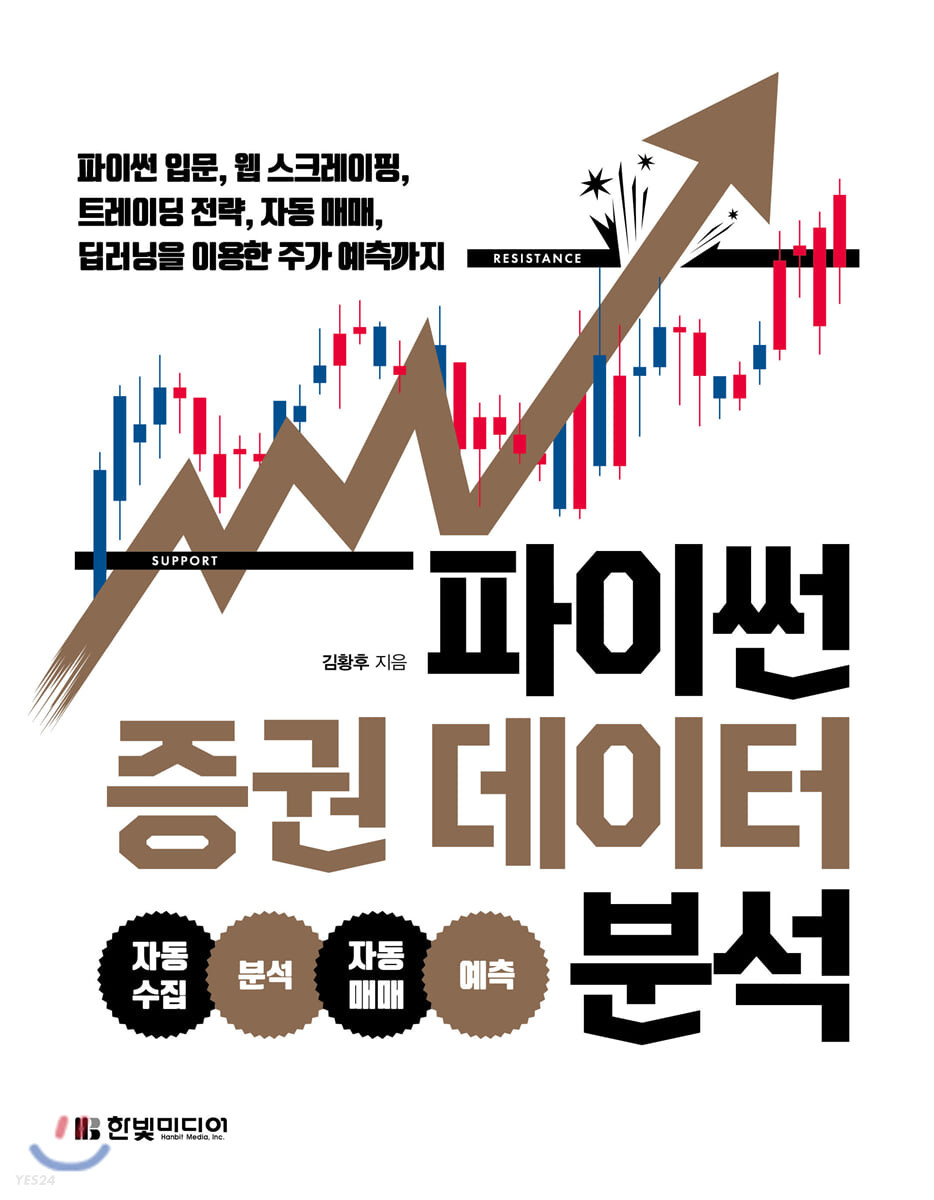 파이썬 입문, 웹 스크레이핑,
트레이딩 전략, 자동 매매,
딥러닝을 이용한 주가 예측까지
RESISTANCE
SUPPORT
파이썬
김황후 지음
증권 데이터
분석
자동
수집
분석
자동
매매
예측
한빛미디어
Hanbit Media, Inc.
YES24